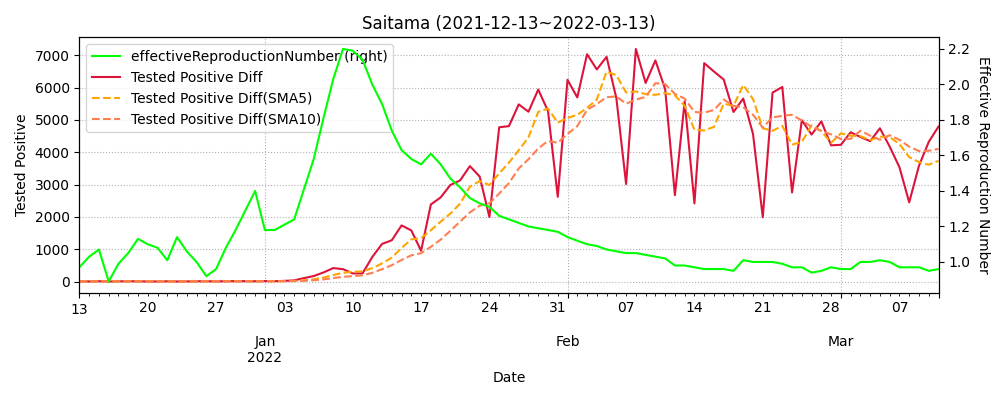 Saitama (2021-12-13~2022-03-13)
effectiveReproductionNumber (right)
Tested Positive Diff
Tested Positive Diff(SMA5)
Tested Positive Diff(SMA10)
Tested Positive
7000
6000
5000
4000
3000
2000
1000
0
2.2
2.0
1.8
1.6
1.4
1.2
1.0
Effective Reproduction Number
13 20 27 03 10 17 24 31 07 14 21 28 07
Jan Feb Mar
2022
Date